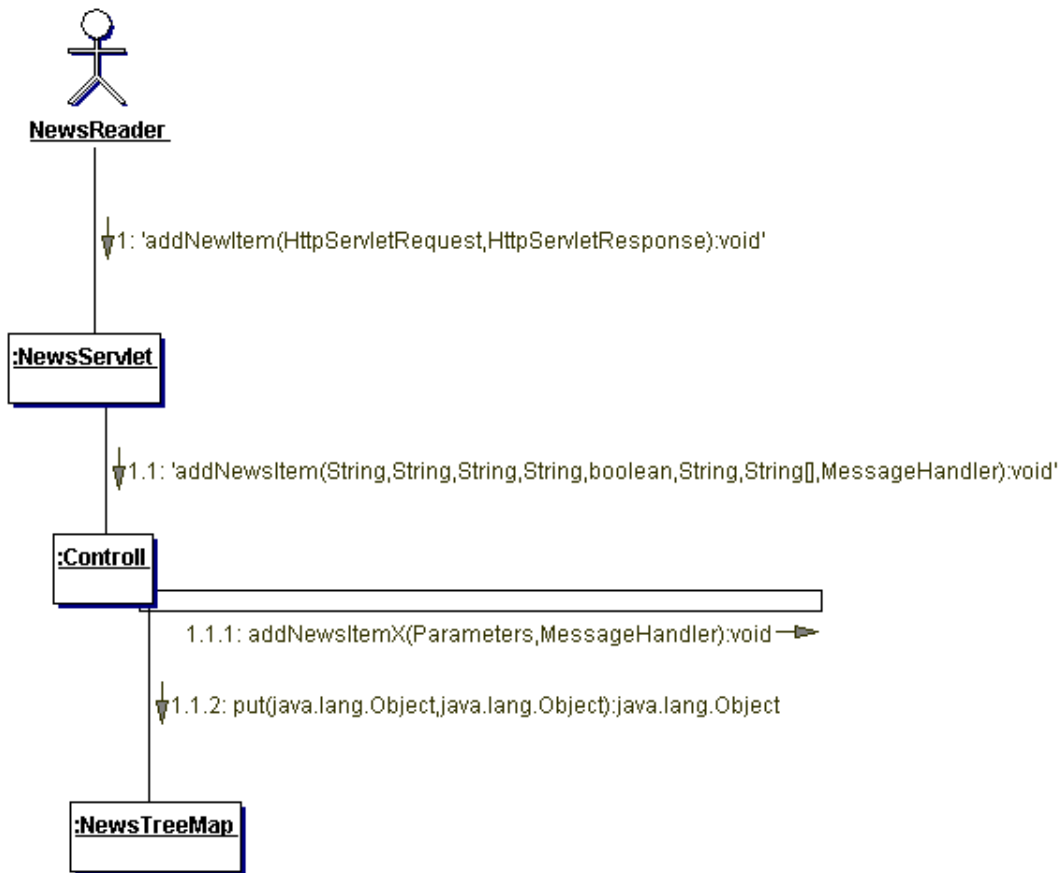 NewsReader
1: 'addNewItem(HttpServletRequest,HttpServletResponse):void'
:NewsServlet
1.1: 'addNewsItem(String,String,String,String,boolean,String,String[],MessageHandler):void'
:Controll
1.1.1: addNewsItemX(Parameters,MessageHandler):void
1.1.2: put(java.lang.Object,java.lang.Object):java.lang.Object
:NewsTreeMap